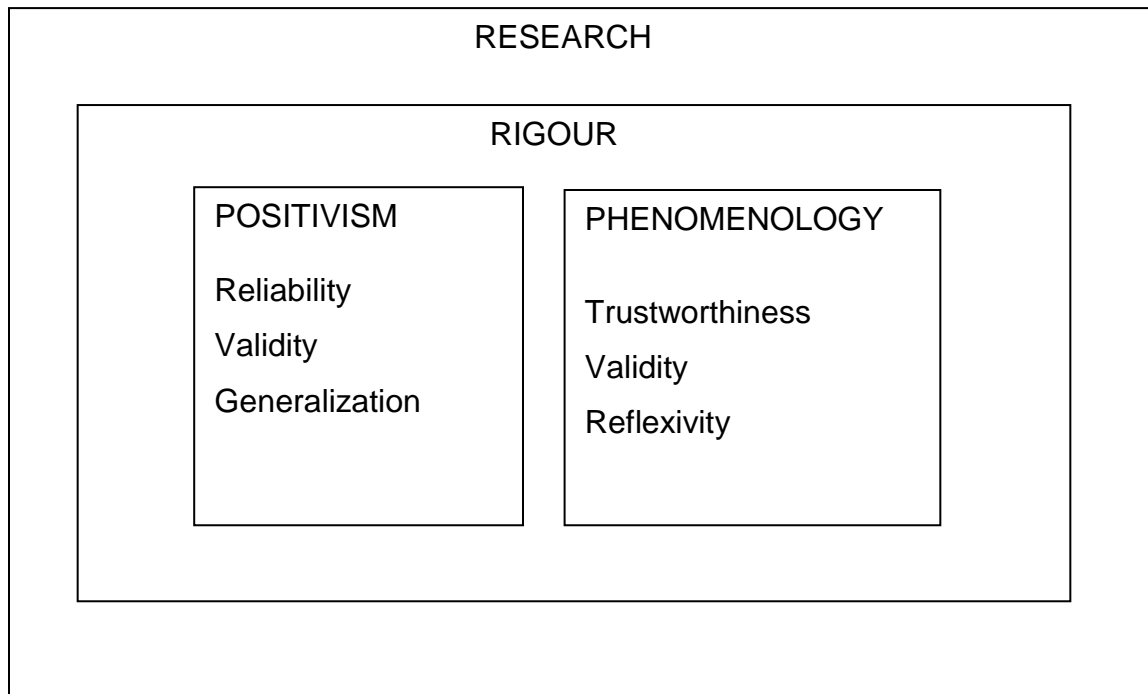 RESEARCH
RIGOUR
POSITIVISM
Reliability
Validity
Generalization
PHENOMENOLOGY
Trustworthiness
Validity
Reflexivity